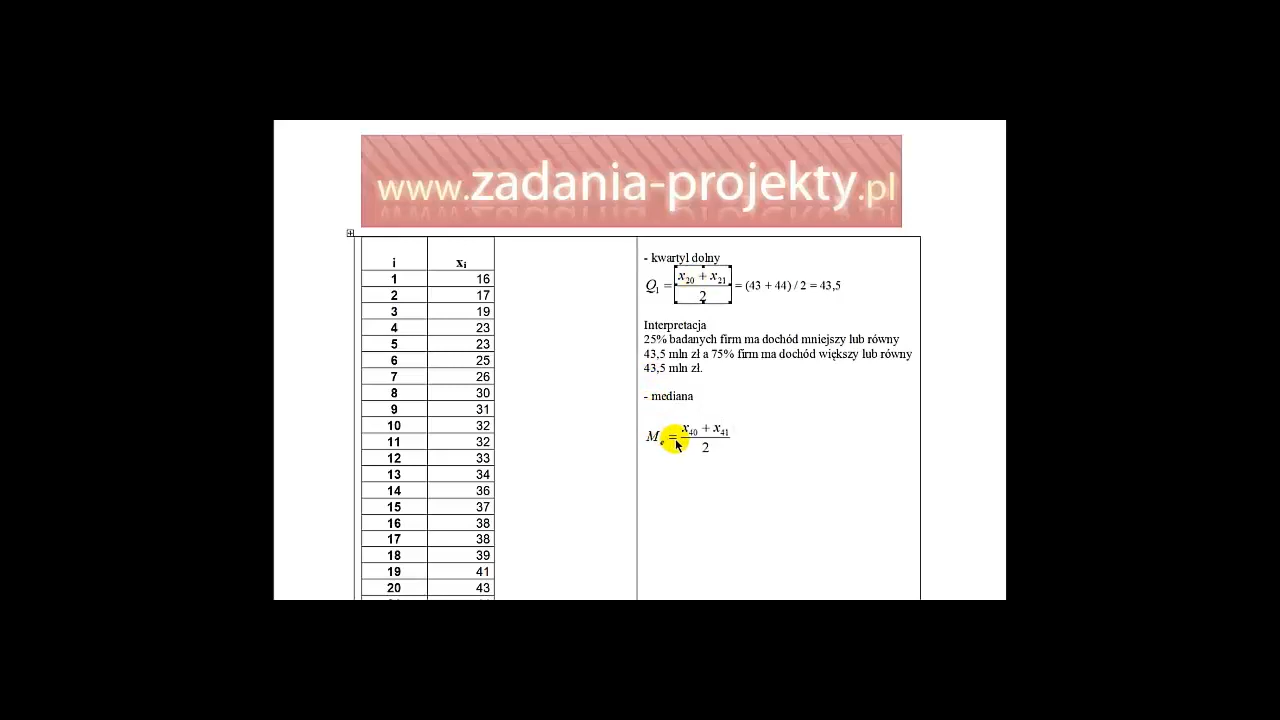 www.zadania-projekty.pl
i xi
1 16
2 17
3 19
4 23
5 23
6 25
7 26
8 30
9 31
10 32
11 32
12 33
13 34
14 36
15 37
16 38
17 38
18 39
19 41
20 43
- kwartyl dolny
Q1 = (x20 + x21) / 2 = (43 + 44) / 2 = 43,5
Interpretacja
25% badanych firm ma dochód mniejszy lub równy
43,5 mln zł a 75% firm ma dochód większy lub równy
43,5 mln zł.
- mediana
Me = (x40 + x41) / 2